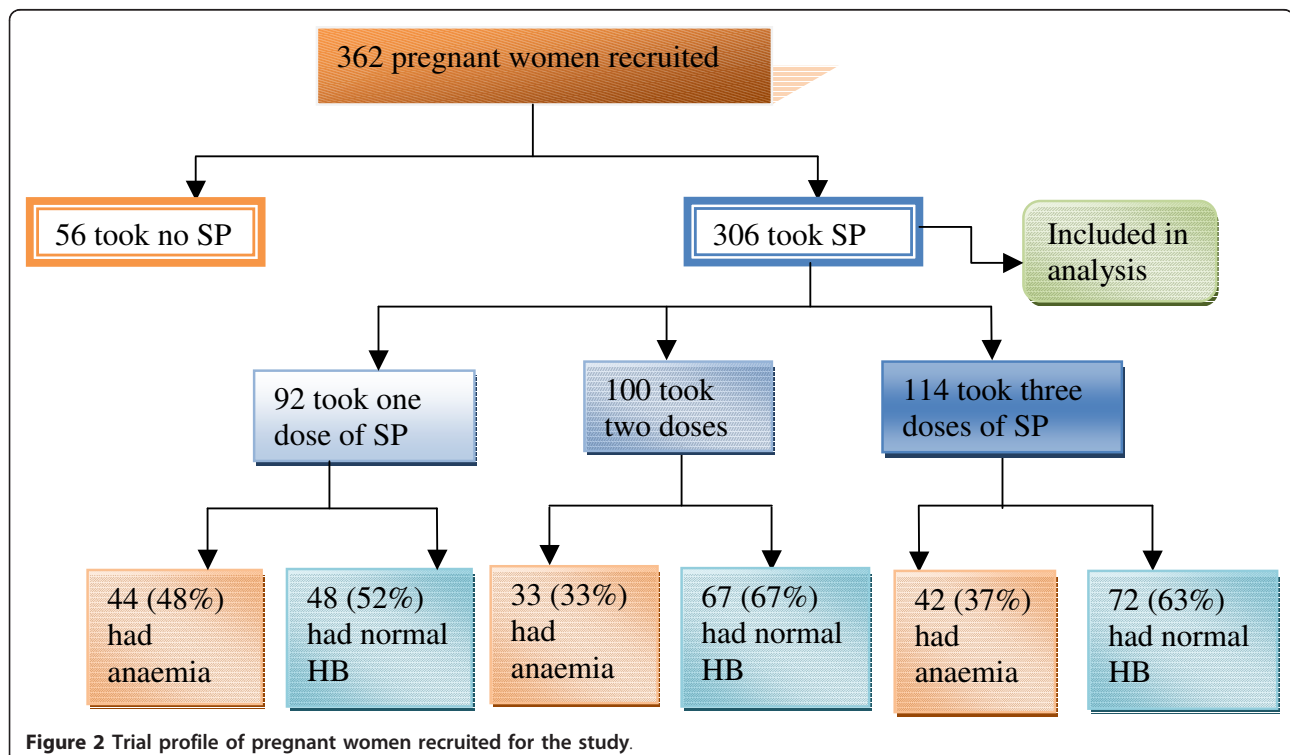 362 pregnant women recruited
56 took no SP
306 took SP
Included in
analysis
92 took one
dose of SP
100 took
two doses
114 took three
doses of SP
44 (48%)
had
anaemia
48 (52%)
had normal
HB
33 (33%)
had
anaemia
67 (67%)
had normal
HB
42 (37%)
had
anaemia
72 (63%)
had normal
HB
Figure 2 Trial profile of pregnant women recruited for the study.